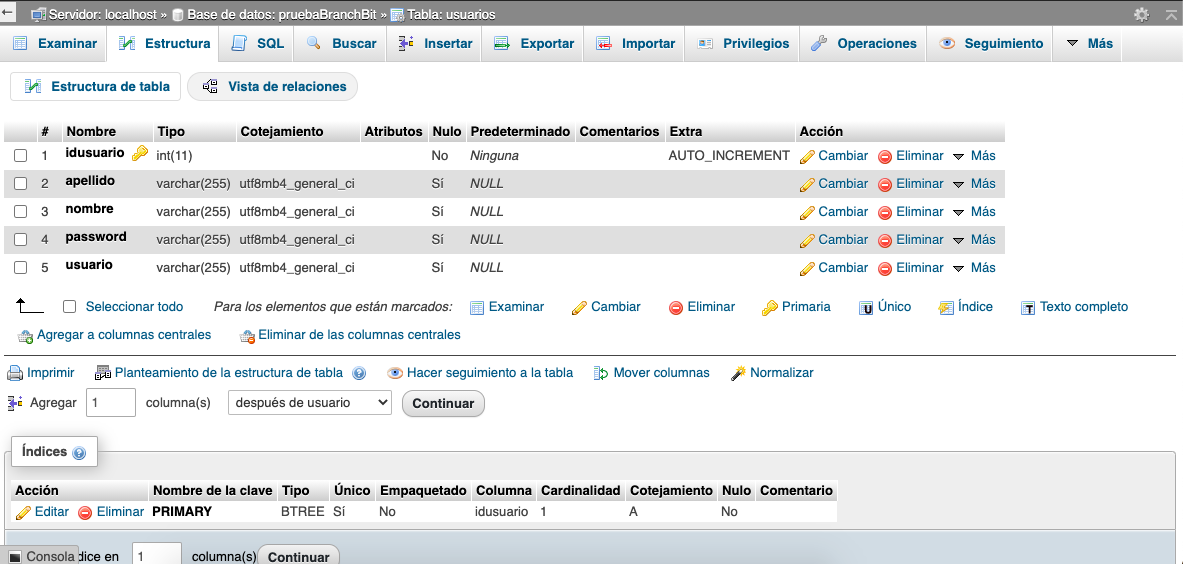 ← Servidor: localhost » Base de datos: pruebaBranchBit » Tabla: usuarios
Examinar Estructura SQL Buscar Insertar Exportar Importar Privilegios Operaciones Seguimiento Más
Estructura de tabla Vista de relaciones
# Nombre Tipo Cotejamiento Atributos Nulo Predeterminado Comentarios Extra Acción
1 idusuario int(11) No Ninguna AUTO_INCREMENT Cambiar Eliminar Más
2 apellido varchar(255) utf8mb4_general_ci Sí NULL Cambiar Eliminar Más
3 nombre varchar(255) utf8mb4_general_ci Sí NULL Cambiar Eliminar Más
4 password varchar(255) utf8mb4_general_ci Sí NULL Cambiar Eliminar Más
5 usuario varchar(255) utf8mb4_general_ci Sí NULL Cambiar Eliminar Más
Seleccionar todo Para los elementos que están marcados: Examinar Cambiar Eliminar Primaria Único Índice Texto completo
Agregar a columnas centrales Eliminar de las columnas centrales
Imprimir Planteamiento de la estructura de tabla Hacer seguimiento a la tabla Mover columnas Normalizar
Agregar 1 columna(s) después de usuario Continuar
Índices
Acción Nombre de la clave Tipo Único Empaquetado Columna Cardinalidad Cotejamiento Nulo Comentario
Editar Eliminar PRIMARY BTREE Sí No idusuario 1 A No
Consola dice en 1 columna(s) Continuar